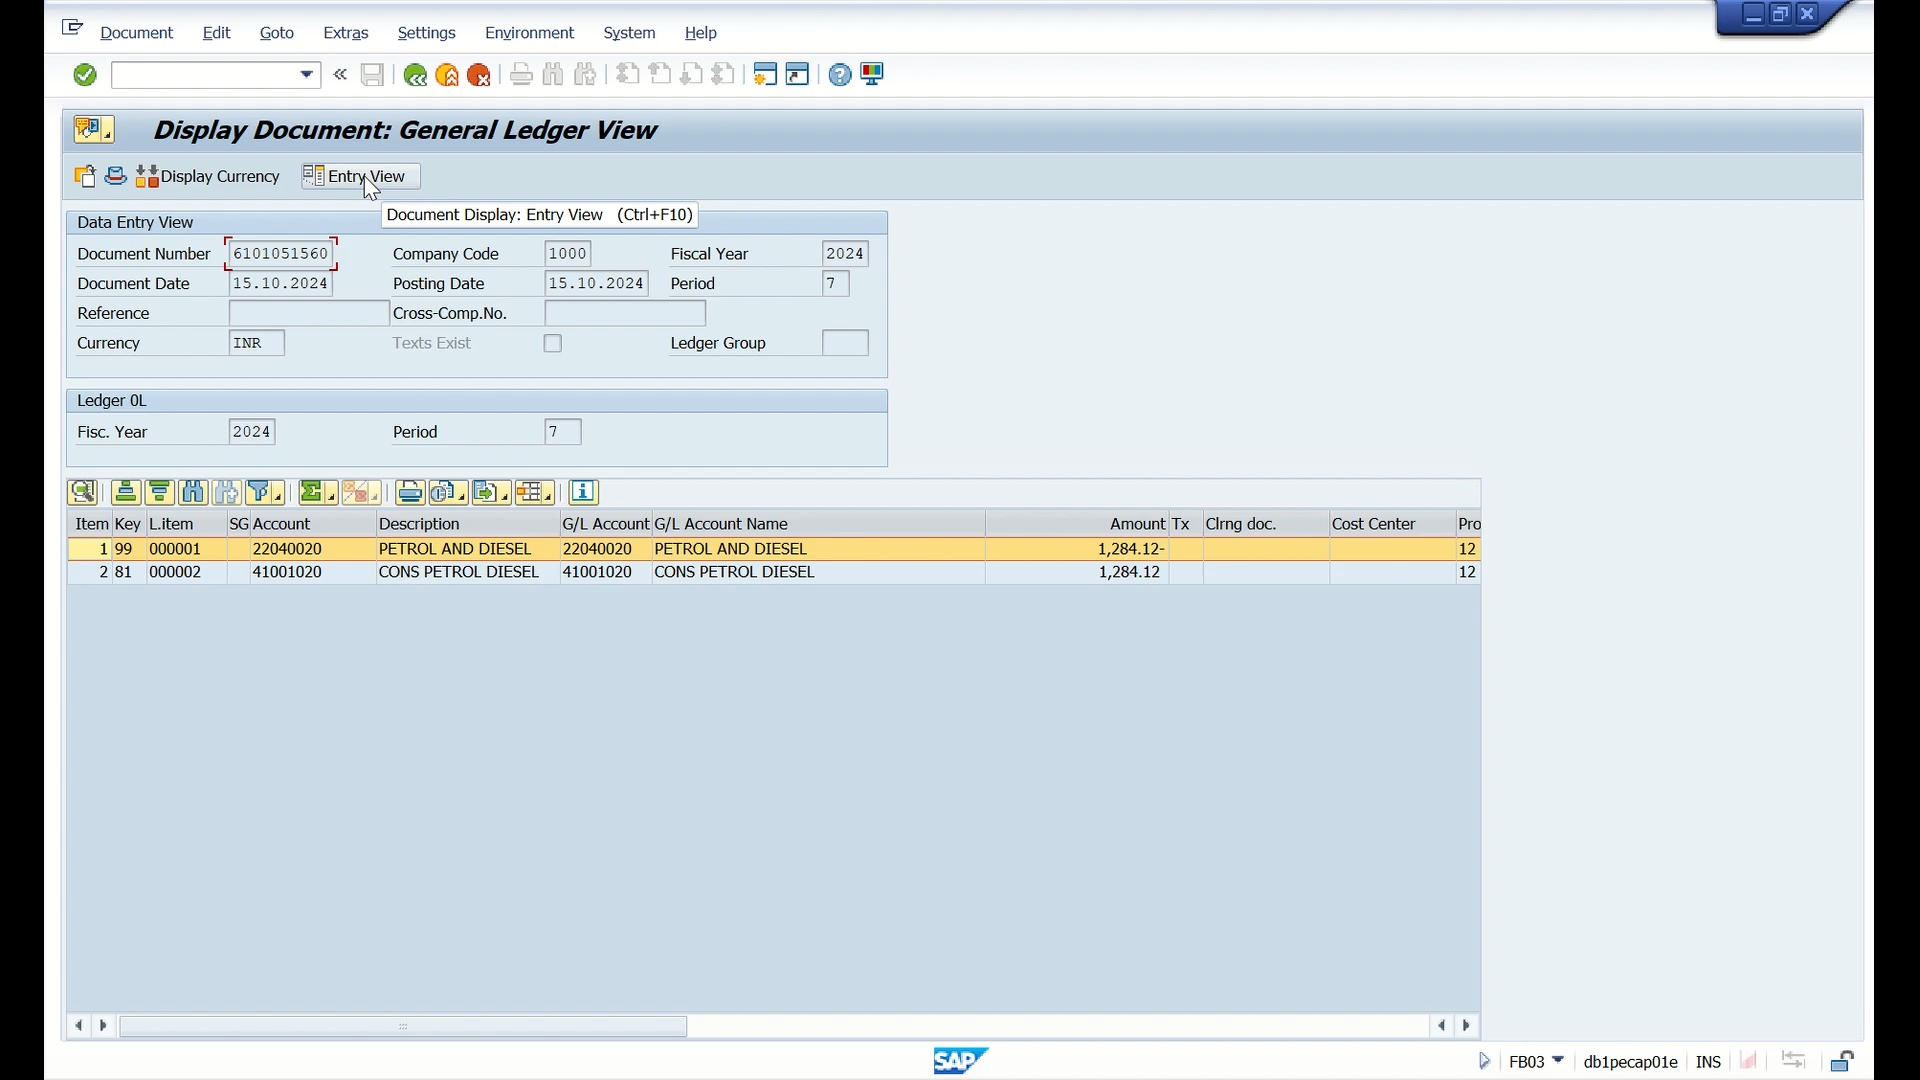 Document Edit Goto Extras Settings Environment System Help
Display Document: General Ledger View
Display Currency Entry View
Document Display: Entry View (Ctrl+F10)
Data Entry View
Document Number 6101051560 Company Code 1000 Fiscal Year 2024
Document Date 15.10.2024 Posting Date 15.10.2024 Period 7
Reference Cross-Comp.No.
Currency INR Texts Exist Ledger Group
Ledger 0L
Fisc. Year 2024 Period 7
Item Key L.item SG Account Description G/L Account G/L Account Name Amount Tx Clrng doc. Cost Center Pro
1 99 000001 22040020 PETROL AND DIESEL 22040020 PETROL AND DIESEL 1,284.12- 12
2 81 000002 41001020 CONS PETROL DIESEL 41001020 CONS PETROL DIESEL 1,284.12 12
SAP FB03 db1pecap01e INS